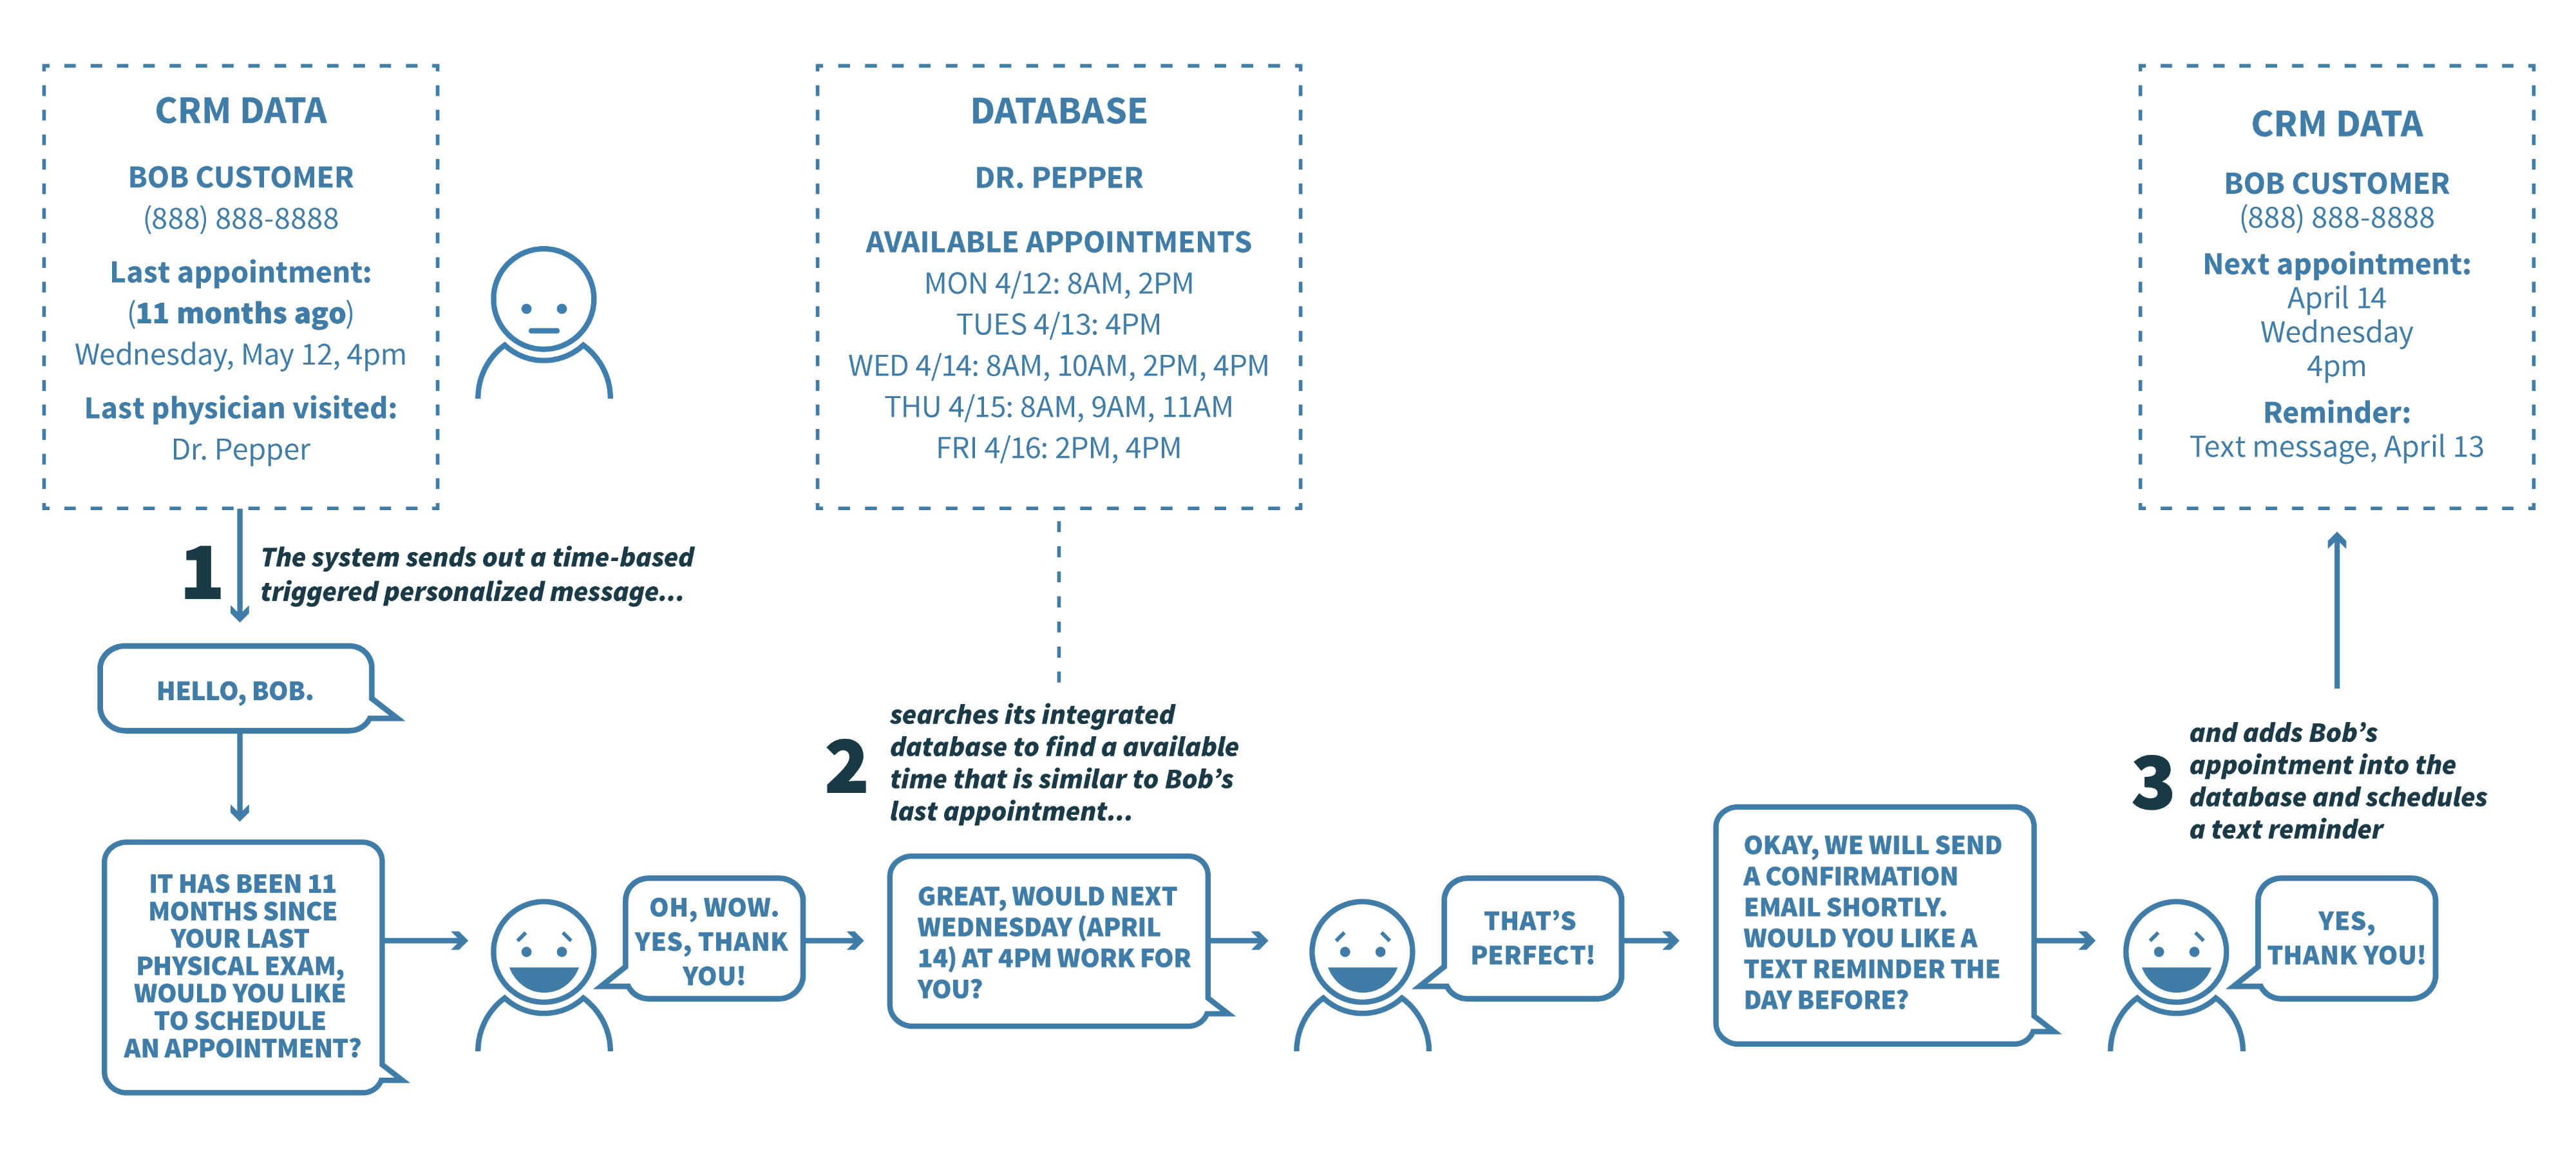 CRM DATA
BOB CUSTOMER
(888) 888-8888
Last appointment:
(11 months ago)
Wednesday, May 12, 4pm
Last physician visited:
Dr. Pepper
1
The system sends out a time-based
triggered personalized message...
HELLO, BOB.
IT HAS BEEN 11
MONTHS SINCE
YOUR LAST
PHYSICAL EXAM,
WOULD YOU LIKE
TO SCHEDULE
AN APPOINTMENT?
OH, WOW.
YES, THANK
YOU!
DATABASE
DR. PEPPER
AVAILABLE APPOINTMENTS
MON 4/12: 8AM, 2PM
TUES 4/13: 4PM
WED 4/14: 8AM, 10AM, 2PM, 4PM
THU 4/15: 8AM, 9AM, 11AM
FRI 4/16: 2PM, 4PM
2
searches its integrated
database to find a available
time that is similar to Bob’s
last appointment...
GREAT, WOULD NEXT
WEDNESDAY (APRIL
14) AT 4PM WORK FOR
YOU?
THAT’S
PERFECT!
OKAY, WE WILL SEND
A CONFIRMATION
EMAIL SHORTLY.
WOULD YOU LIKE A
TEXT REMINDER THE
DAY BEFORE?
YES,
THANK YOU!
3
and adds Bob’s
appointment into the
database and schedules
a text reminder
CRM DATA
BOB CUSTOMER
(888) 888-8888
Next appointment:
April 14
Wednesday
4pm
Reminder:
Text message, April 13